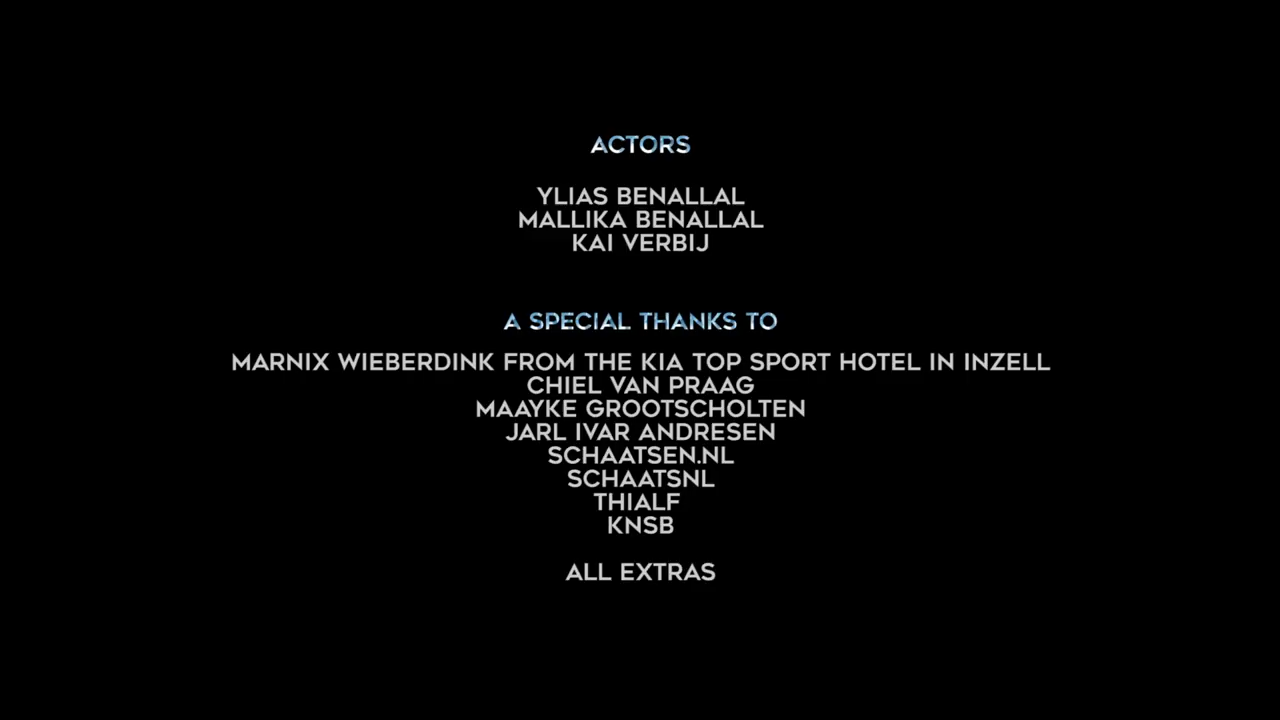 ACTORS
YLIAS BENALLAL
MALLIKA BENALLAL
KAI VERBIJ
A SPECIAL THANKS TO
MARNIX WIEBERDINK FROM THE KIA TOP SPORT HOTEL IN INZELL
CHIEL VAN PRAAG
MAAYKE GROOTSCHOLTEN
JARL IVAR ANDRESEN
SCHAATSEN.NL
SCHAATSNL
THIALF
KNSB
ALL EXTRAS